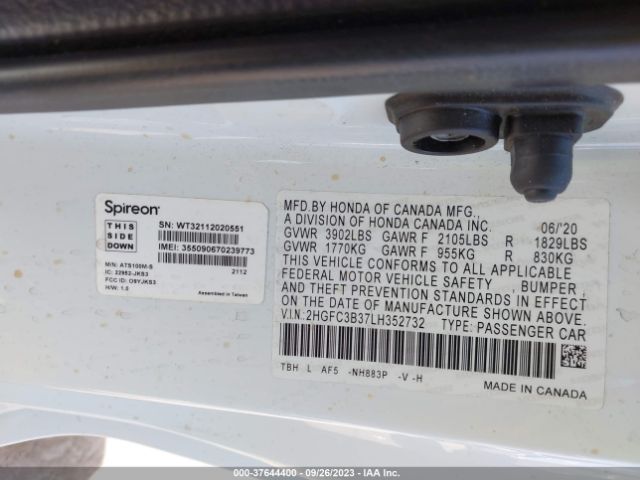 Spireon
THIS
SIDE
DOWN
SN: WT32112020551
IMEI: 355090670239773
2112
M/N: ATS100M-S
IC: 22952-JKS3
FCC ID: O9YJKS3
H/W: 1.0
Assembled in Taiwan
MFD.BY HONDA OF CANADA MFG.,
A DIVISION OF HONDA CANADA INC. 06/'20
GVWR 3902LBS GAWR F 2105LBS R 1829LBS
GVWR 1770KG GAWR F 955KG R 830KG
THIS VEHICLE CONFORMS TO ALL APPLICABLE
FEDERAL MOTOR VEHICLE SAFETY , BUMPER ,
AND THEFT PREVENTION STANDARDS IN EFFECT
ON THE DATE OF MANUFACTURE SHOWN ABOVE.
V.I.N: 2HGFC3B37LH352732 TYPE: PASSENGER CAR
TBH L AF5 -NH883P -V -H
MADE IN CANADA
000-37644400 - 09/26/2023 - IAA Inc.